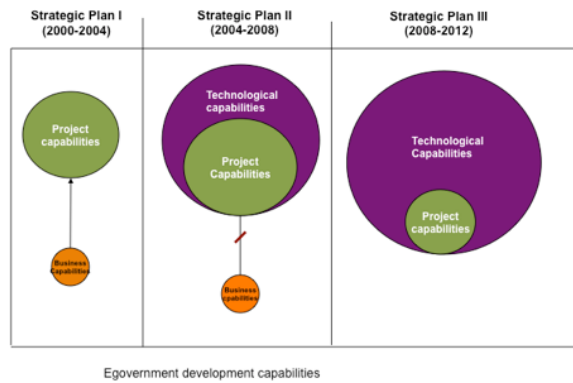 Strategic Plan I
(2000-2004)
Strategic Plan II
(2004-2008)
Strategic Plan III
(2008-2012)
Project
capabilities
Business
Capabilities
Technological
capabilities
Project
Capabilities
Business
cpabilities
Technological
Capabilities
Project
capabilities
Egovernment development capabilities